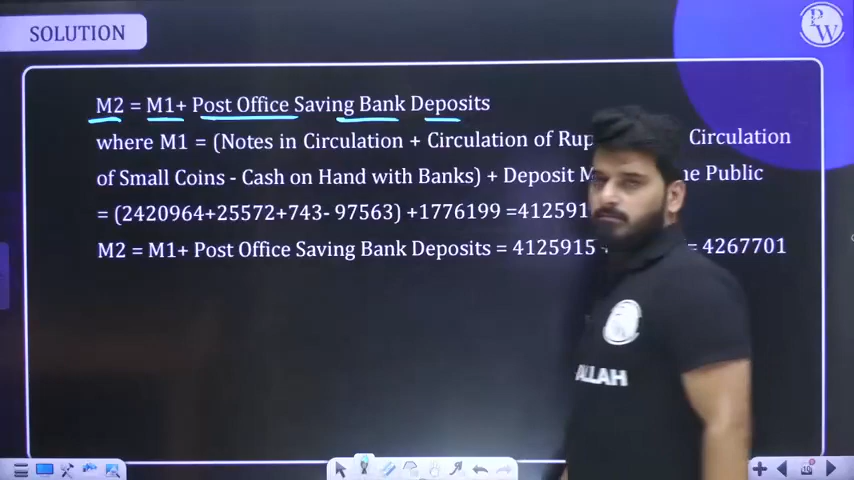 SOLUTION
PW
M2 = M1+ Post Office Saving Bank Deposits
where M1 = (Notes in Circulation + Circulation of Rup Circulation
of Small Coins - Cash on Hand with Banks) + Deposit M e Public
= (2420964+25572+743- 97563) +1776199 =41259
M2 = M1+ Post Office Saving Bank Deposits = 4125915 = 4267701
ALLAH